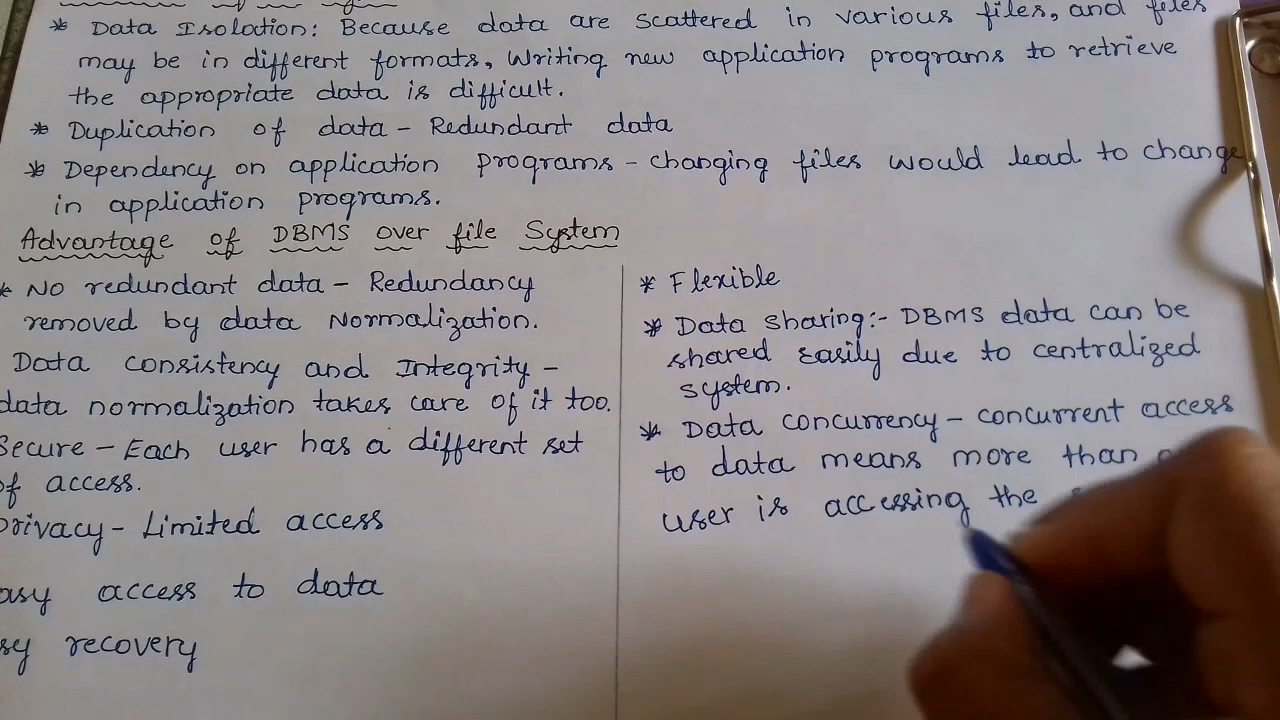 * Data Isolation: Because data are scattered in various files, and files
may be in different formats, Writing new application programs to retrieve
the appropriate data is difficult.
* Duplication of data - Redundant data
* Dependency on application programs - changing files would lead to change
in application programs.
Advantage of DBMS over file System
* No redundant data - Redundancy
removed by data Normalization.
Data consistency and Integrity -
data normalization takes care of it too.
Secure - Each user has a different set
of access.
privacy - Limited access
access to data
recovery
* Flexible
* Data sharing:- DBMS data can be
shared Easily due to centralized
system.
* Data concurrency - concurrent access
to data means more than
user is accessing the